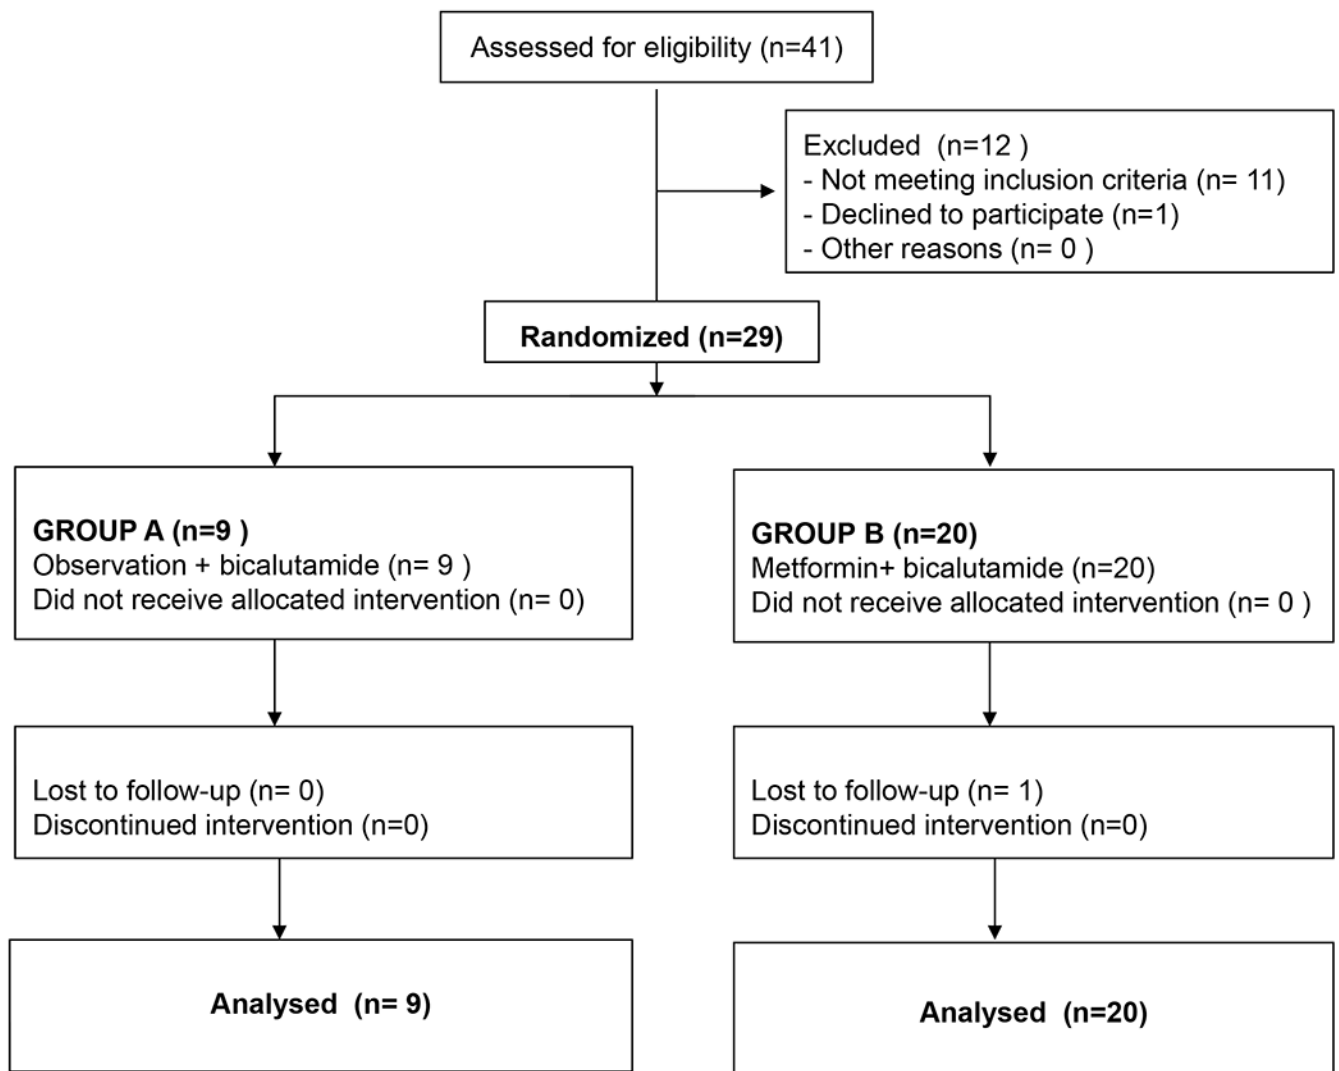 Assessed for eligibility (n=41)
Excluded  (n=12 )
- Not meeting inclusion criteria (n= 11)
- Declined to participate (n=1)
- Other reasons (n= 0 )
Randomized (n=29)
GROUP A (n=9 )
Observation + bicalutamide (n= 9 )
Did not receive allocated intervention (n= 0)
GROUP B (n=20)
Metformin+ bicalutamide (n=20)
Did not receive allocated intervention (n= 0 )
Lost to follow-up (n= 0)
Discontinued intervention (n=0)
Lost to follow-up (n= 1)
Discontinued intervention (n=0)
Analysed  (n= 9)
Analysed  (n=20)